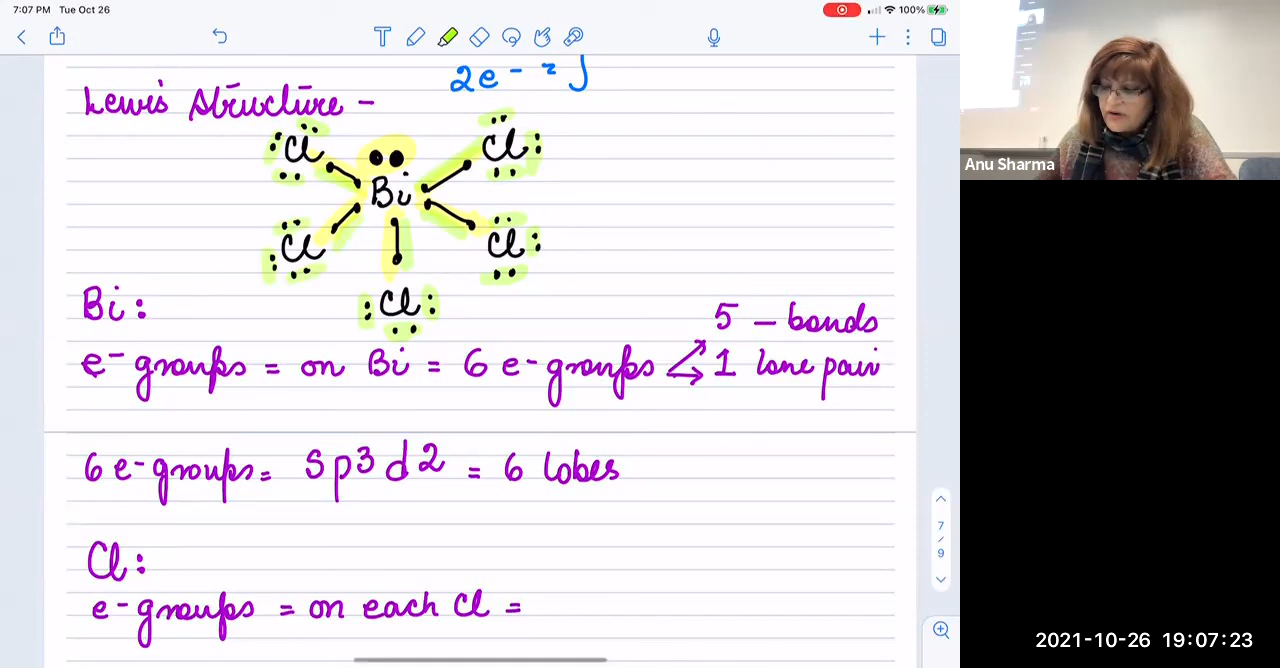 7:07 PM Tue Oct 26
100%
2e-
Lewis Structure -
Cl Bi Cl
Cl Cl
Cl
Bi:
5 - bonds
e- groups = on Bi = 6 e- groups 1 lone pair
6 e- groups = Sp3d2 = 6 lobes
Cl:
e- groups = on each Cl =
7
/
9
Anu Sharma
2021-10-26 19:07:23